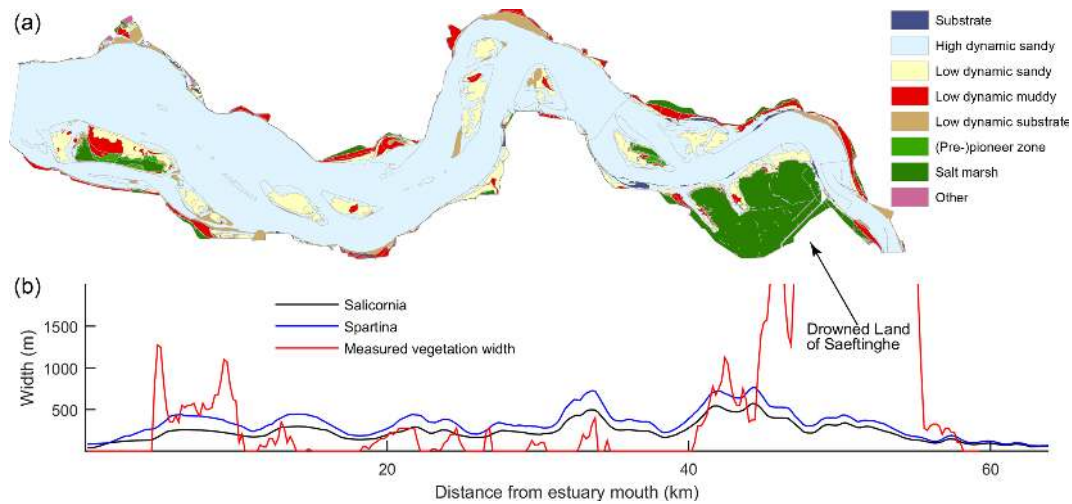 (a)
Substrate
High dynamic sandy
Low dynamic sandy
Low dynamic muddy
Low dynamic substrate
(Pre-)pioneer zone
Salt marsh
Other
(b)
Salicornia
Spartina
Measured vegetation width
Drowned Land
of Saeftinghe
Width (m)
1500
1000
500
20
40
60
Distance from estuary mouth (km)